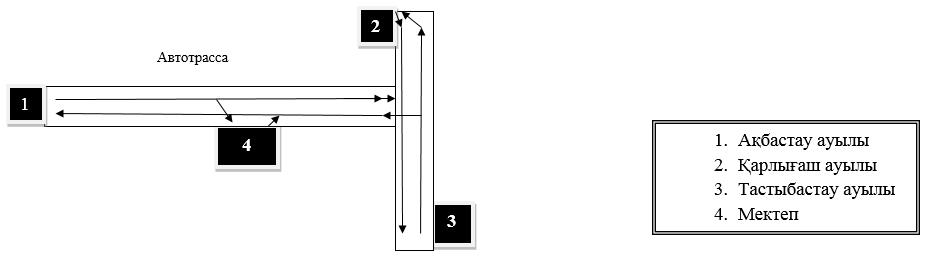 2
Автотрасса
1
4
3
1. Ақбастау ауылы
2. Қарлығаш ауылы
3. Тастыбастау ауылы
4. Мектеп